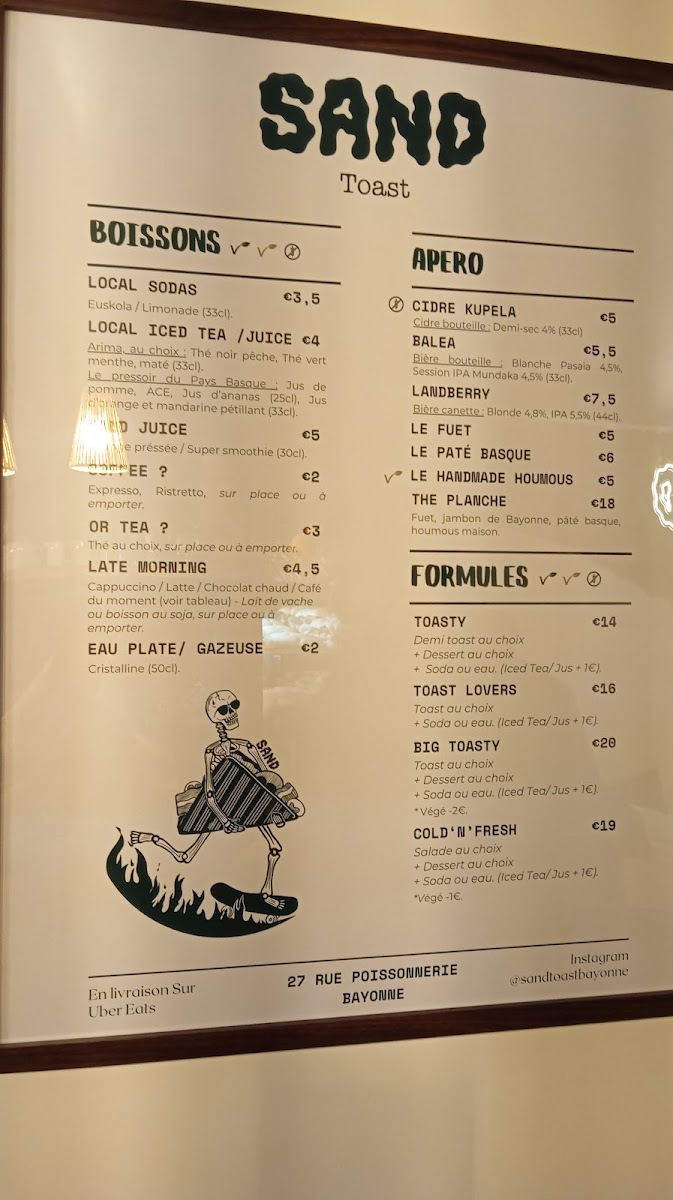 SAND
Toast
BOISSONS
LOCAL SODAS €3,5
Euskola / Limonade (33cl).
LOCAL ICED TEA /JUICE €4
Arima, au choix : Thé noir pêche, Thé vert
menthe, maté (33cl).
Le pressoir du Pays Basque : Jus de
pomme, ACE, Jus d'ananas (25cl), Jus
d'orange et mandarine pétillant (33cl).
JUICE €5
préssée / Super smoothie (30cl).
? €2
Expresso, Ristretto, sur place ou à
emporter.
OR TEA ? €3
Thé au choix, sur place ou à emporter.
LATE MORNING €4,5
Cappuccino / Latte / Chocolat chaud / Café
du moment (voir tableau) - Lait de vache
ou boisson au soja, sur place ou à
emporter.
EAU PLATE/ GAZEUSE €2
Cristalline (50cl).
SAND
APERO
CIDRE KUPELA €5
Cidre bouteille : Demi-sec 4% (33cl)
BALEA €5,5
Bière bouteille : Blanche Pasaia 4,5%,
Session IPA Mundaka 4,5% (33cl).
LANDBERRY €7,5
Bière canette : Blonde 4,8%, IPA 5,5% (44cl).
LE FUET €5
LE PATÉ BASQUE €6
LE HANDMADE HOUMOUS €5
THE PLANCHE €18
Fuet, jambon de Bayonne, pâté basque,
houmous maison.
FORMULES
TOASTY €14
Demi toast au choix
+ Dessert au choix
+ Soda ou eau. (Iced Tea/ Jus + 1€).
TOAST LOVERS €16
Toast au choix
+ Soda ou eau. (Iced Tea/ Jus + 1€).
BIG TOASTY €20
Toast au choix
+ Dessert au choix
+ Soda ou eau. (Iced Tea/ Jus + 1€).
*Végé -2€.
COLD'N'FRESH €19
Salade au choix
+ Dessert au choix
+ Soda ou eau. (Iced Tea/ Jus + 1€).
*Végé -1€.
En livraison Sur
Uber Eats
27 RUE POISSONNERIE
BAYONNE
Instagram
@sandtoastbayonne